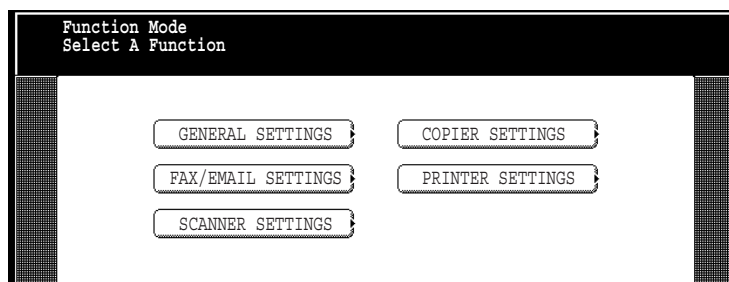 Function Mode
Select A Function
GENERAL SETTINGS
COPIER SETTINGS
FAX/EMAIL SETTINGS
PRINTER SETTINGS
SCANNER SETTINGS